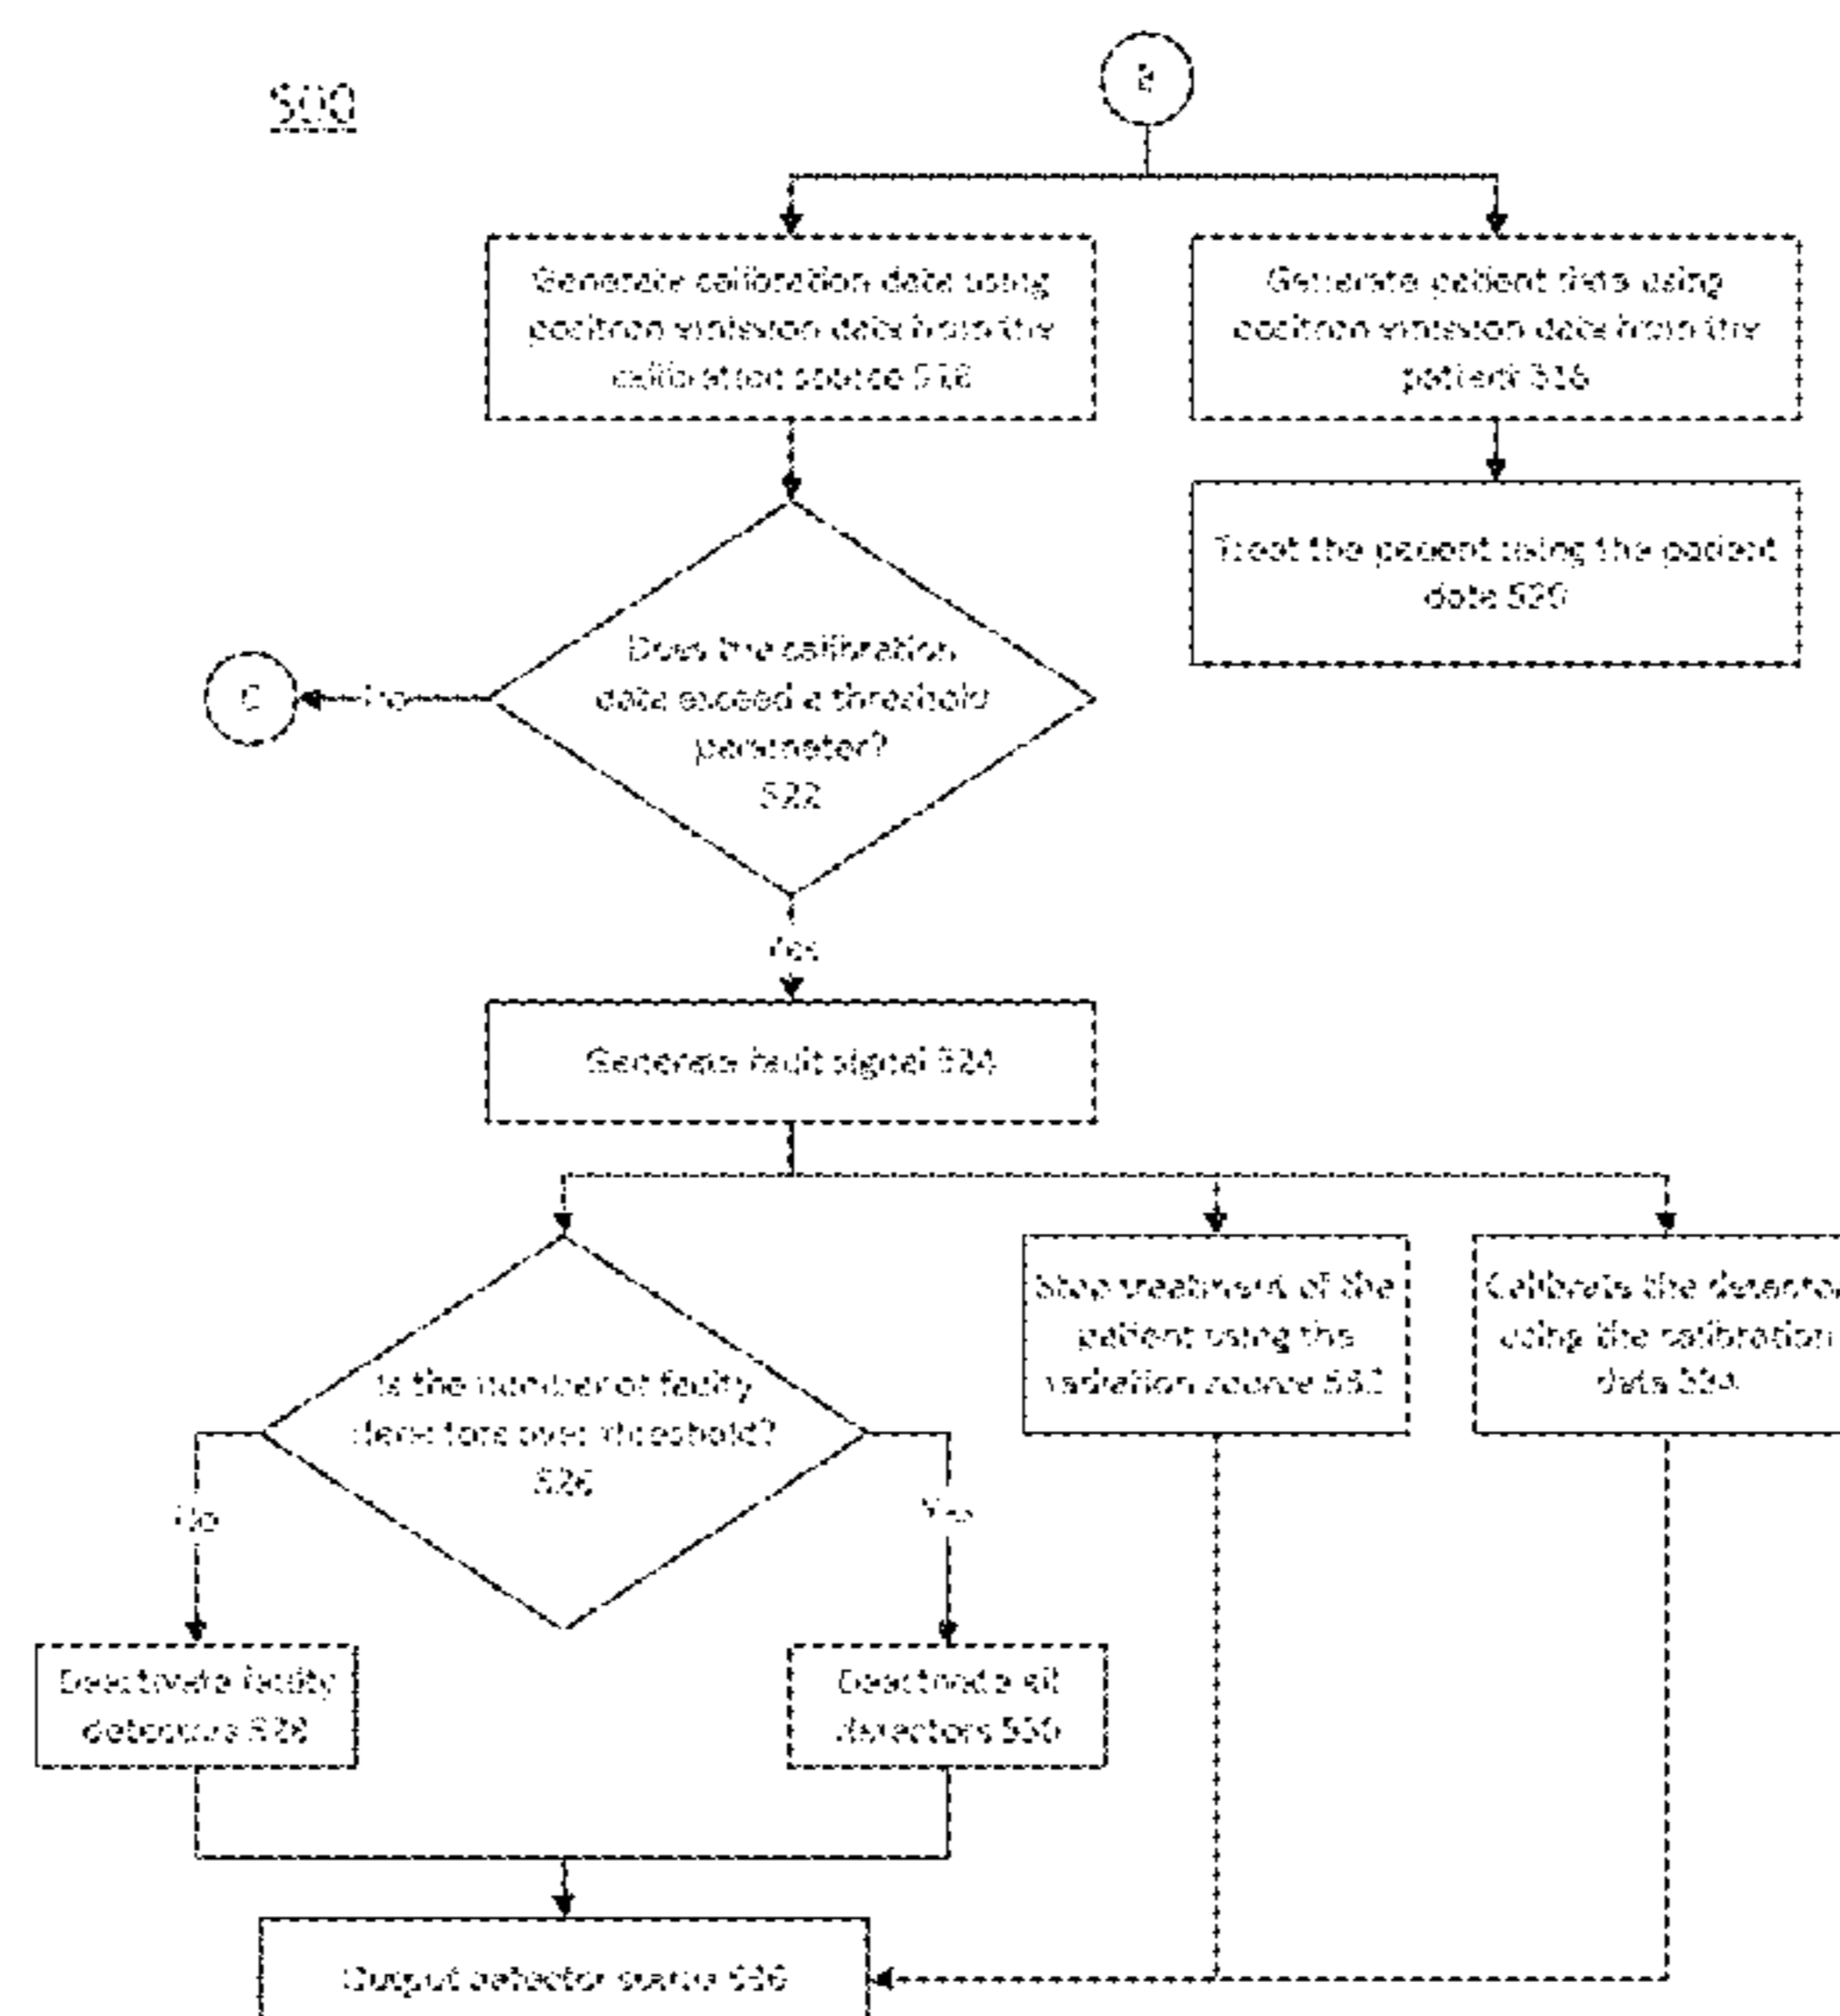 500
B
Generate calibration data using
positron emission data from the
calibration source 516
Generate patient data using
positron emission data from the
patient 518
Treat the patient using the patient
data 520
Does the calibration
data exceed a threshold
parameter?
522
C
No
Yes
Generate fault signal 524
Is the number of faulty
detectors over threshold?
526
Stop treatment of the
patient using the
radiation source 532
Calibrate the detector
using the calibration
data 534
No
Yes
Deactivate faulty
detectors 528
Deactivate all
detectors 530
Output detector status 536